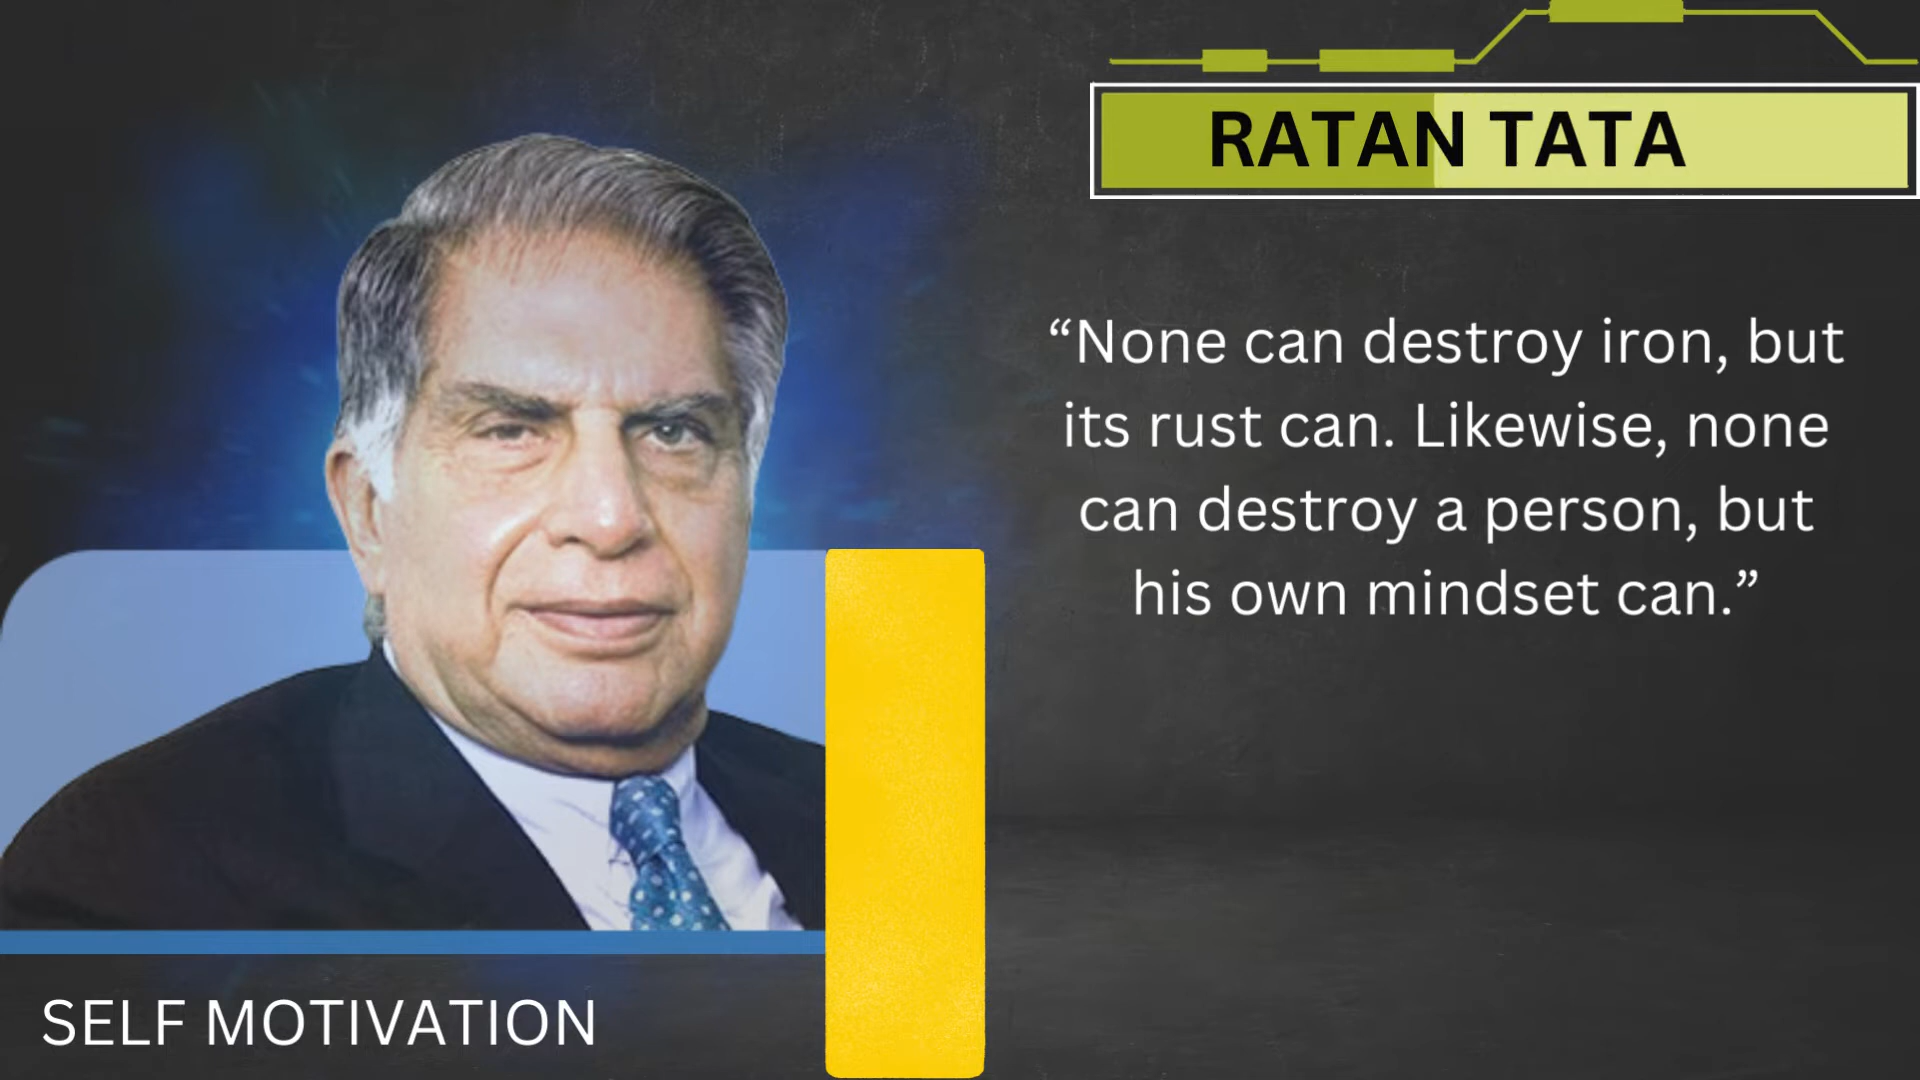 RATAN TATA
“None can destroy iron, but
its rust can. Likewise, none
can destroy a person, but
his own mindset can.”
SELF MOTIVATION